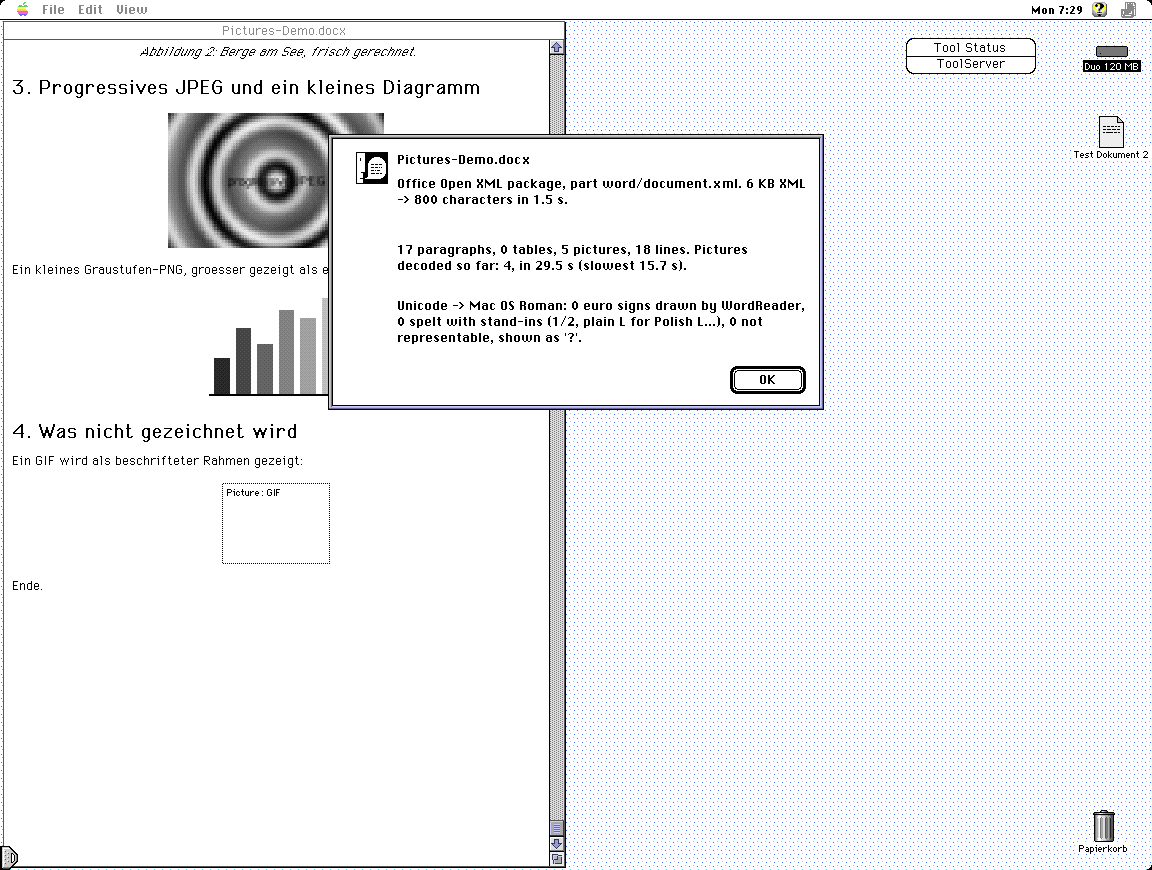 File Edit View
Mon 7:29
Pictures-Demo.docx
Abbildung 2: Berge am See, frisch gerechnet.
3. Progressives JPEG und ein kleines Diagramm
Ein kleines Graustufen-PNG, groesser gezeigt als e
4. Was nicht gezeichnet wird
Ein GIF wird als beschrifteter Rahmen gezeigt:
Picture: GIF
Ende.
Pictures-Demo.docx
Office Open XML package, part word/document.xml. 6 KB XML
-> 800 characters in 1.5 s.
17 paragraphs, 0 tables, 5 pictures, 18 lines. Pictures
decoded so far: 4, in 29.5 s (slowest 15.7 s).
Unicode -> Mac OS Roman: 0 euro signs drawn by WordReader,
0 spelt with stand-ins (1/2, plain L for Polish L...), 0 not
representable, shown as '?'.
OK
Tool Status
ToolServer
Duo 120 MB
Test Dokument 2
Papierkorb